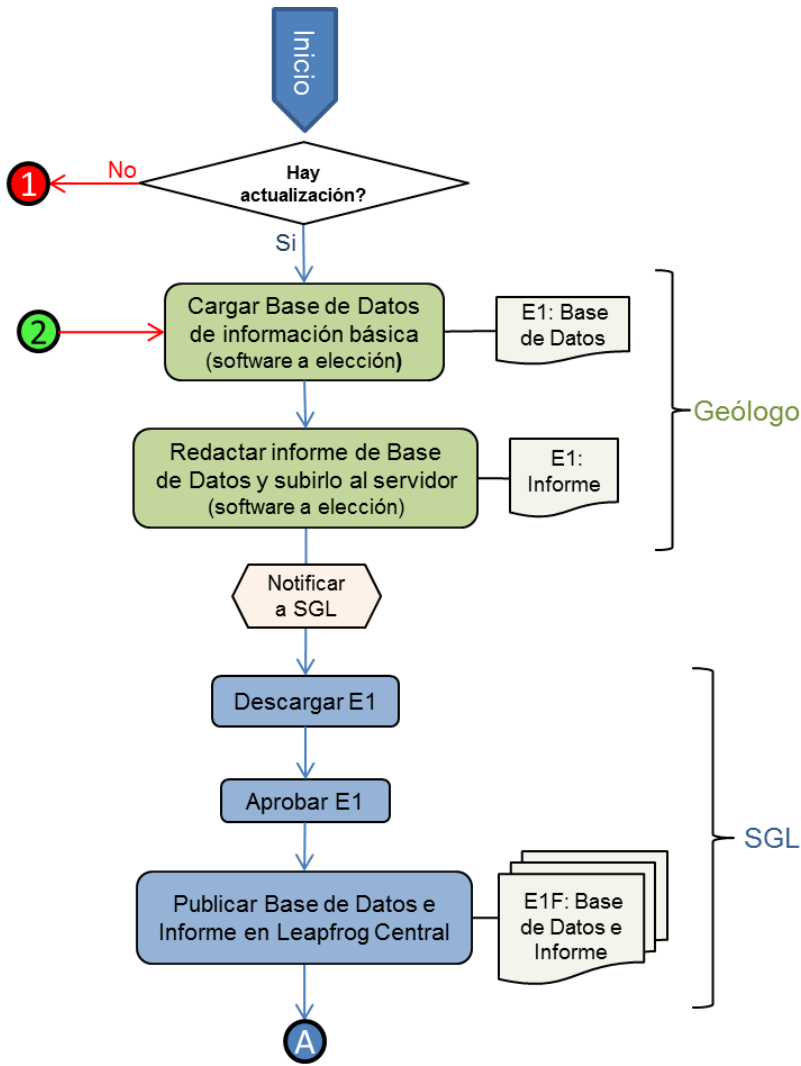 Inicio
Hay
actualización?
No
1
Si
Cargar Base de Datos
de información básica
(software a elección)
2
E1: Base
de Datos
Geólogo
Redactar informe de Base
de Datos y subirlo al servidor
(software a elección)
E1:
Informe
Notificar
a SGL
Descargar E1
Aprobar E1
SGL
Publicar Base de Datos e
Informe en Leapfrog Central
E1F: Base
de Datos e
Informe
A